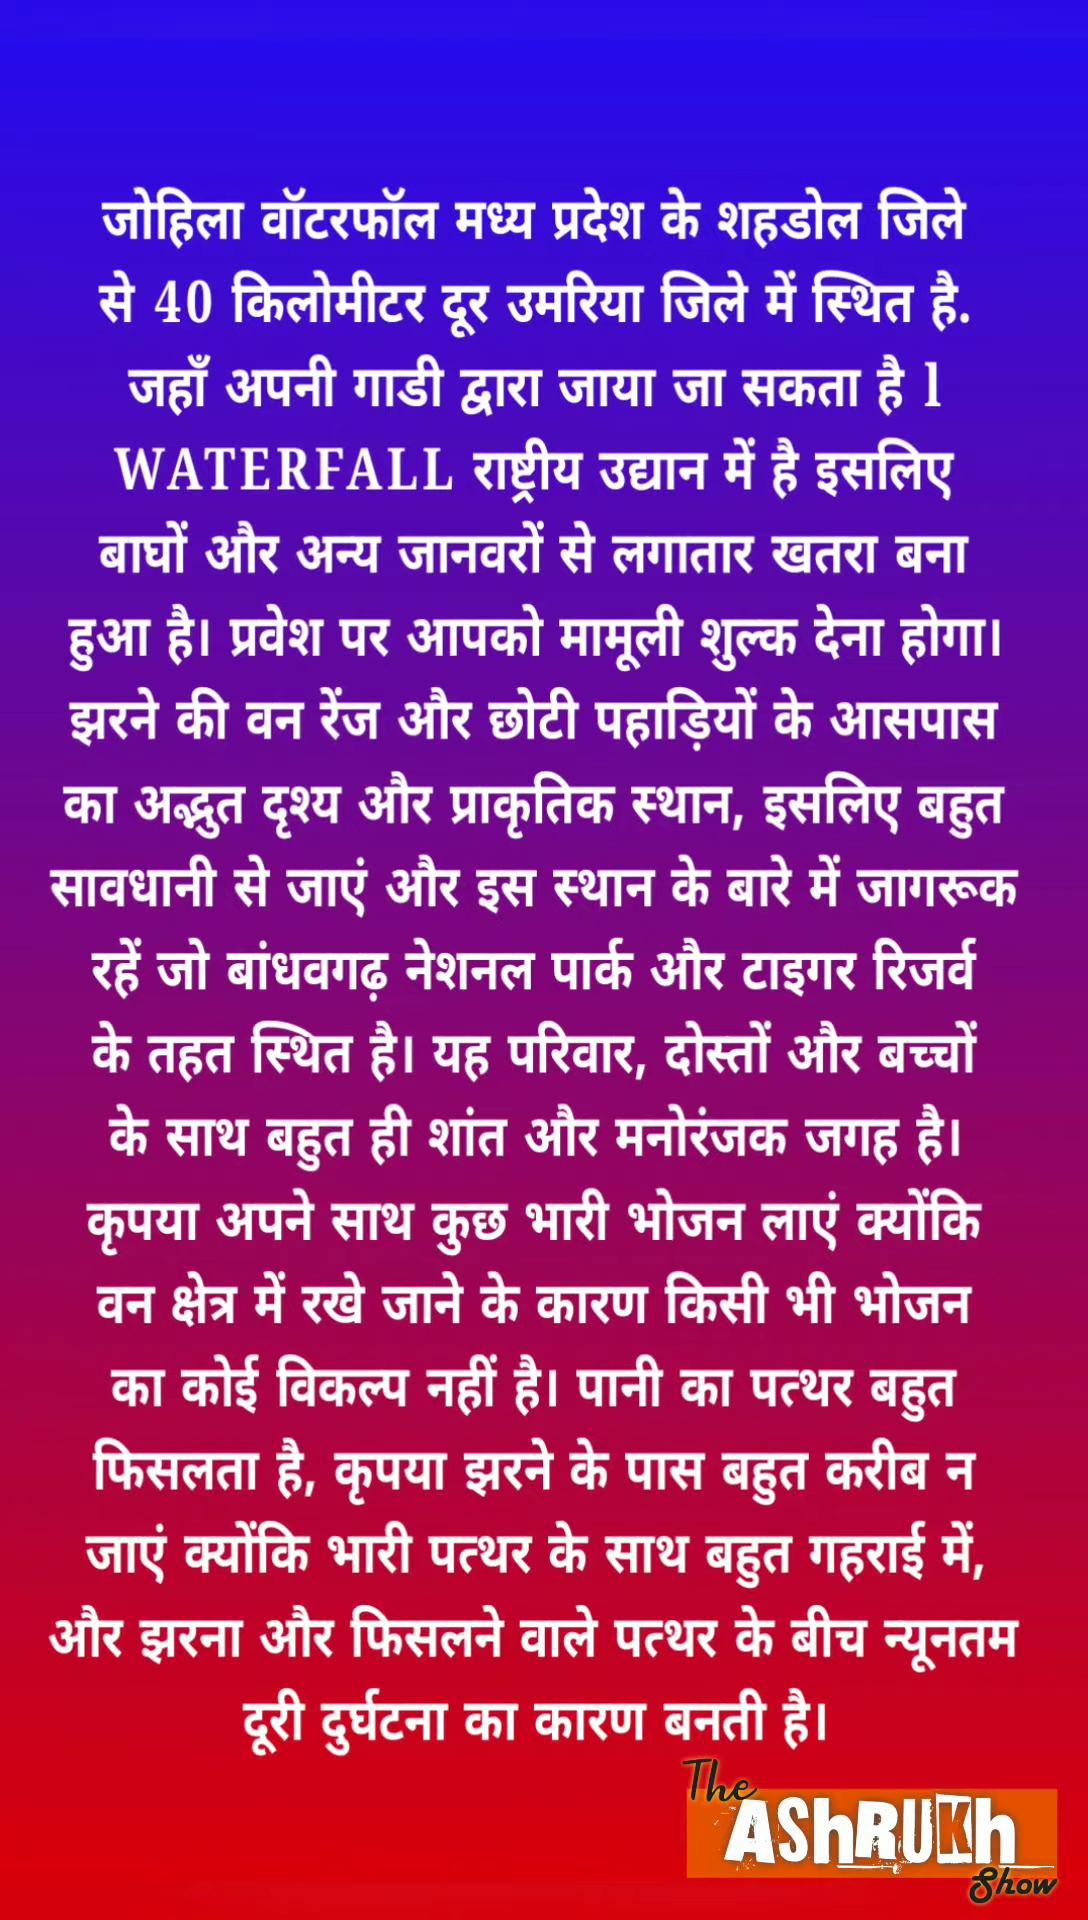 जोहिला वॉटरफॉल मध्य प्रदेश के शहडोल जिले
से 40 किलोमीटर दूर उमरिया जिले में स्थित है.
जहाँ अपनी गाडी द्वारा जाया जा सकता है l
WATERFALL राष्ट्रीय उद्यान में है इसलिए
बाघों और अन्य जानवरों से लगातार खतरा बना
हुआ है। प्रवेश पर आपको मामूली शुल्क देना होगा।
झरने की वन रेंज और छोटी पहाड़ियों के आसपास
का अद्भुत दृश्य और प्राकृतिक स्थान, इसलिए बहुत
सावधानी से जाएं और इस स्थान के बारे में जागरूक
रहें जो बांधवगढ़ नेशनल पार्क और टाइगर रिजर्व
के तहत स्थित है। यह परिवार, दोस्तों और बच्चों
के साथ बहुत ही शांत और मनोरंजक जगह है।
कृपया अपने साथ कुछ भारी भोजन लाएं क्योंकि
वन क्षेत्र में रखे जाने के कारण किसी भी भोजन
का कोई विकल्प नहीं है। पानी का पत्थर बहुत
फिसलता है, कृपया झरने के पास बहुत करीब न
जाएं क्योंकि भारी पत्थर के साथ बहुत गहराई में,
और झरना और फिसलने वाले पत्थर के बीच न्यूनतम
दूरी दुर्घटना का कारण बनती है।
The
ASHRUKH
Show